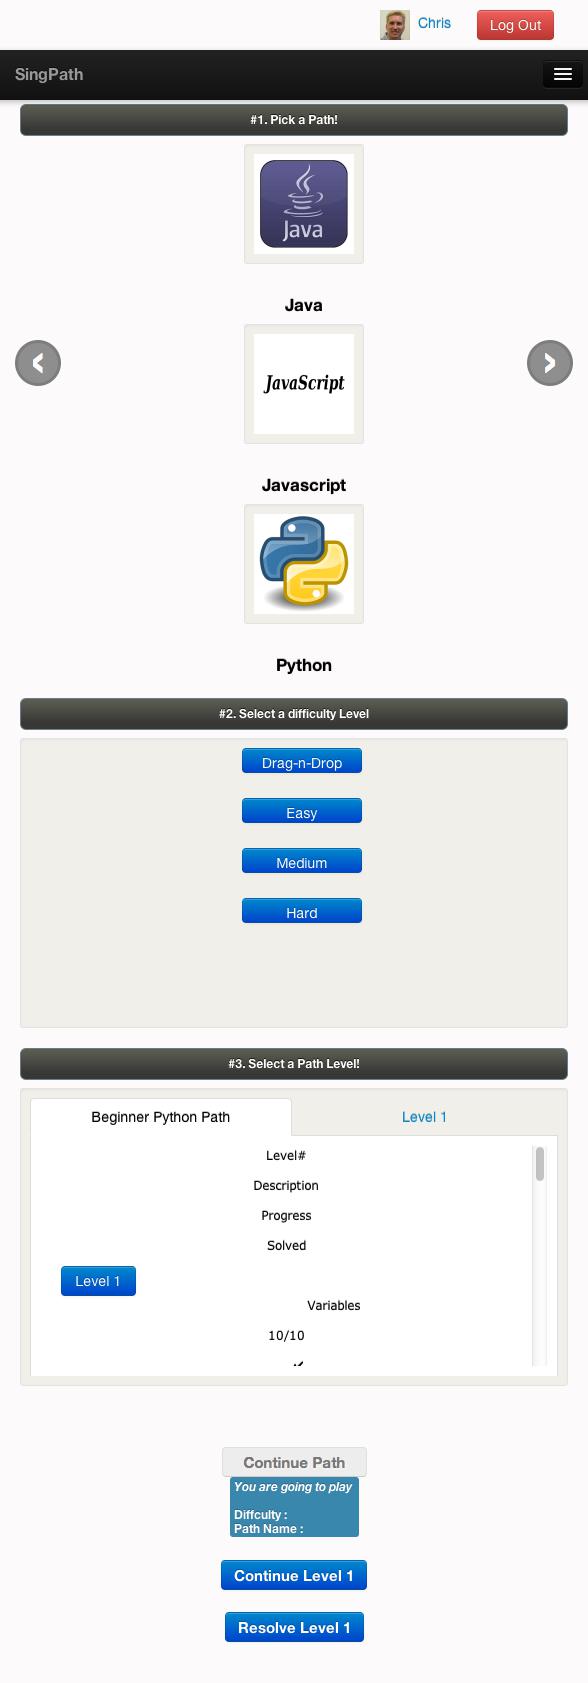 Chris
Log Out
SingPath
#1. Pick a Path!
Java
Java
JavaScript
Javascript
Python
#2. Select a difficulty Level
Drag-n-Drop
Easy
Medium
Hard
#3. Select a Path Level!
Beginner Python Path
Level 1
Level#
Description
Progress
Solved
Level 1
Variables
10/10
Continue Path
You are going to play
Diffculty :
Path Name :
Continue Level 1
Resolve Level 1